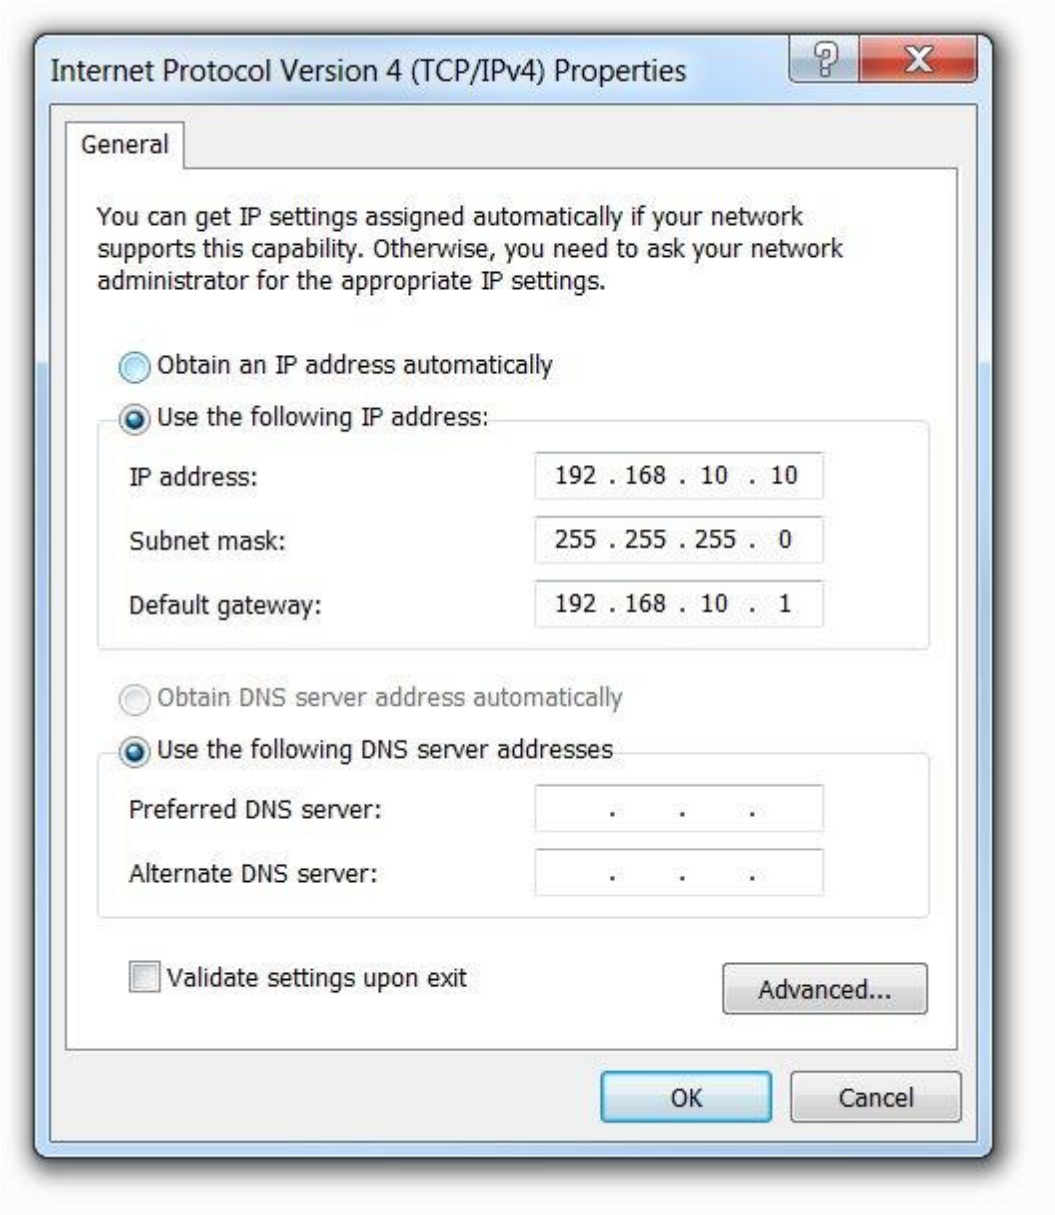 Internet Protocol Version 4 (TCP/IPv4) Properties
General
You can get IP settings assigned automatically if your network
supports this capability. Otherwise, you need to ask your network
administrator for the appropriate IP settings.
Obtain an IP address automatically
Use the following IP address:
IP address: 192 . 168 . 10 . 10
Subnet mask: 255 . 255 . 255 . 0
Default gateway: 192 . 168 . 10 . 1
Obtain DNS server address automatically
Use the following DNS server addresses
Preferred DNS server: . . .
Alternate DNS server: . . .
Validate settings upon exit
Advanced...
OK Cancel